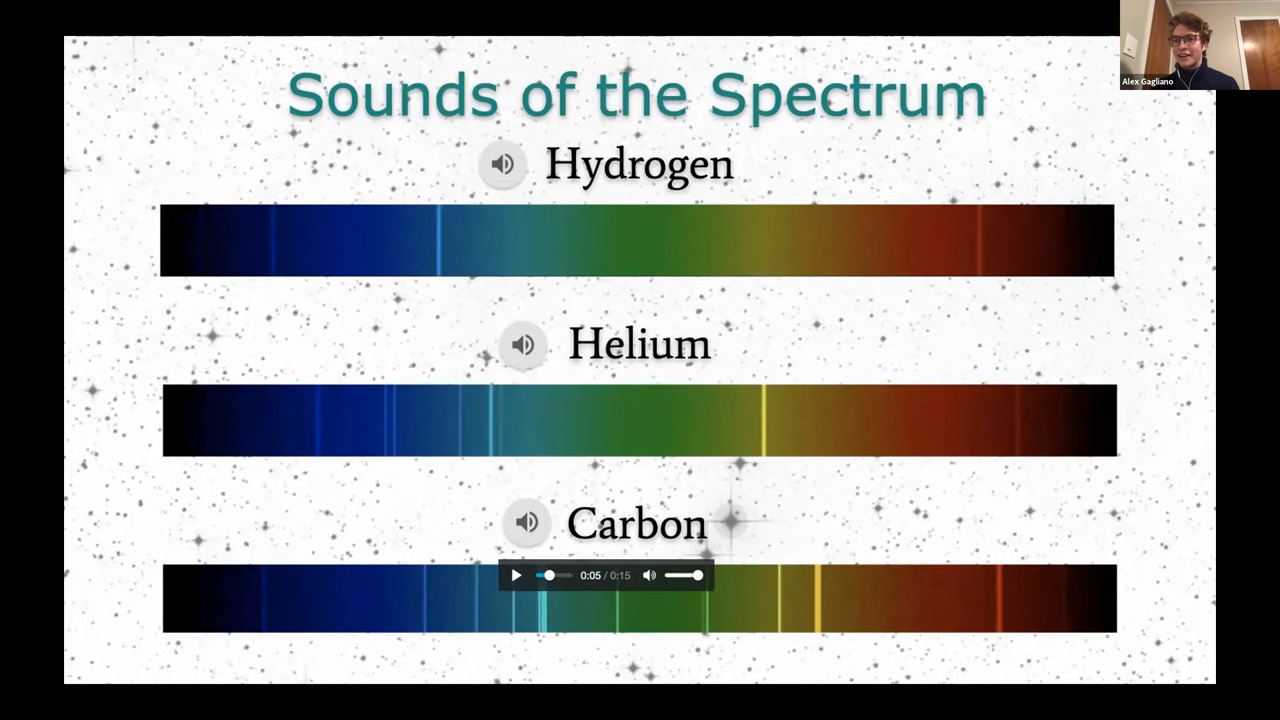 Alex Gagliano
Sounds of the Spectrum
Hydrogen
Helium
Carbon
0:05 / 0:15